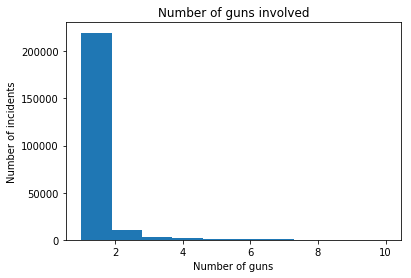 Number of guns involved
200000
150000
100000
50000
0
Number of incidents
2 4 6 8 10
Number of guns